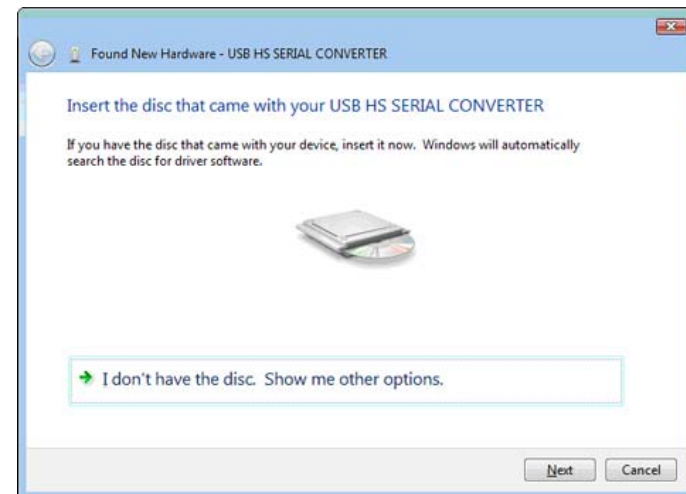 Found New Hardware - USB HS SERIAL CONVERTER
Insert the disc that came with your USB HS SERIAL CONVERTER
If you have the disc that came with your device, insert it now.  Windows will automatically
search the disc for driver software.
I don't have the disc.  Show me other options.
Next
Cancel